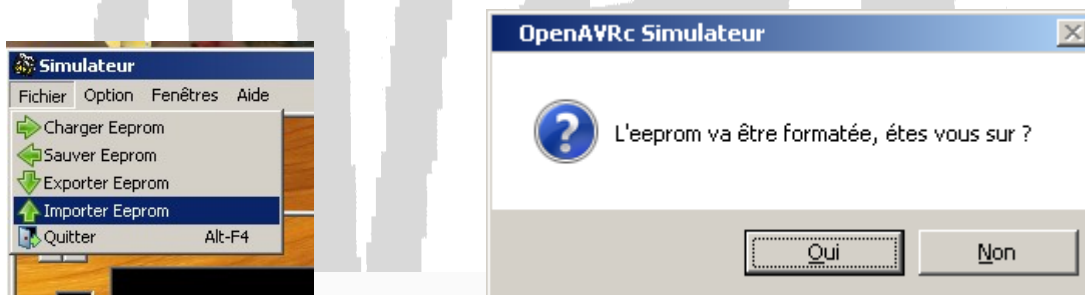 Simulateur
Fichier Option Fenêtres Aide
Charger Eeprom
Sauver Eeprom
Exporter Eeprom
Importer Eeprom
Quitter Alt-F4
OpenAVRc Simulateur
L'eeprom va être formatée, étes vous sur ?
Oui Non